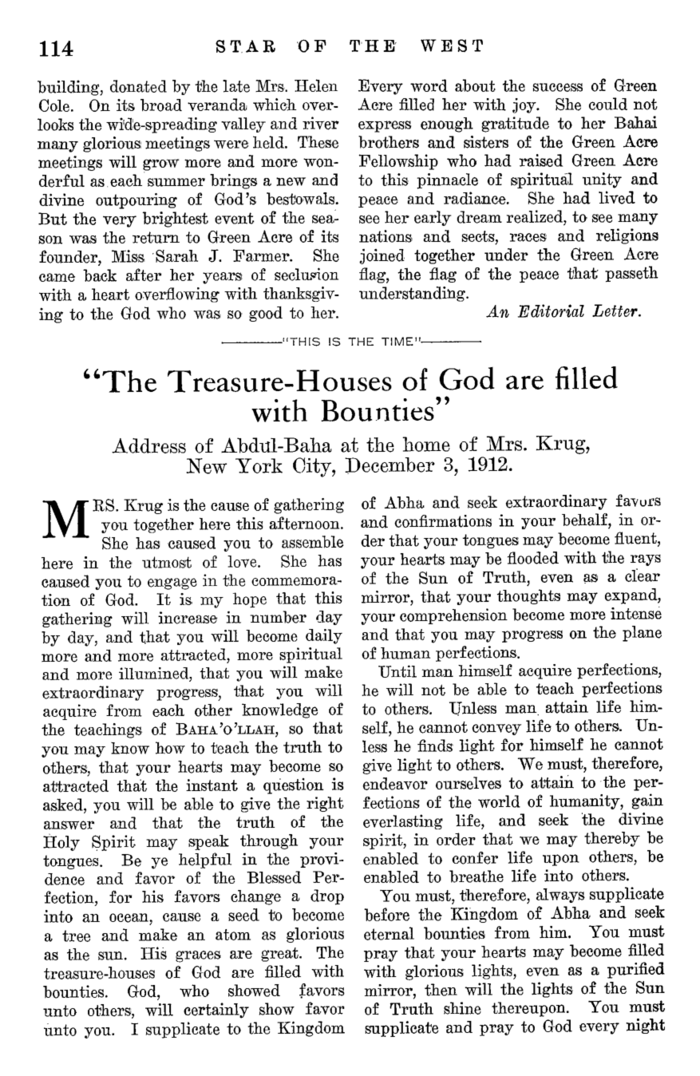 114
STAR OF THE WEST
building, donated by the late Mrs. Helen
Cole. On its broad veranda which over-
looks the wide-spreading valley and river
many glorious meetings were held. These
meetings will grow more and more won-
derful as each summer brings a new and
divine outpouring of God's bestowals.
But the very brightest event of the sea-
son was the return to Green Acre of its
founder, Miss Sarah J. Farmer. She
came back after her years of seclusion
with a heart overflowing with thanksgiv-
ing to the God who was so good to her.
Every word about the success of Green
Acre filled her with joy. She could not
express enough gratitude to her Bahai
brothers and sisters of the Green Acre
Fellowship who had raised Green Acre
to this pinnacle of spiritual unity and
peace and radiance. She had lived to
see her early dream realized, to see many
nations and sects, races and religions
joined together under the Green Acre
flag, the flag of the peace that passeth
understanding.
An Editorial Letter.
"THIS IS THE TIME"
“The Treasure-Houses of God are filled
with Bounties”
Address of Abdul-Baha at the home of Mrs. Krug,
New York City, December 3, 1912.
MRS. Krug is the cause of gathering
you together here this afternoon.
She has caused you to assemble
here in the utmost of love. She has
caused you to engage in the commemora-
tion of God. It is my hope that this
gathering will increase in number day
by day, and that you will become daily
more and more attracted, more spiritual
and more illumined, that you will make
extraordinary progress, that you will
acquire from each other knowledge of
the teachings of BAHA'O'LLAH, so that
you may know how to teach the truth to
others, that your hearts may become so
attracted that the instant a question is
asked, you will be able to give the right
answer and that the truth of the
Holy Spirit may speak through your
tongues. Be ye helpful in the provi-
dence and favor of the Blessed Per-
fection, for his favors change a drop
into an ocean, cause a seed to become
a tree and make an atom as glorious
as the sun. His graces are great. The
treasure-houses of God are filled with
bounties. God, who showed favors
unto others, will certainly show favor
unto you. I supplicate to the Kingdom
of Abha and seek extraordinary favors
and confirmations in your behalf, in or-
der that your tongues may become fluent,
your hearts may be flooded with the rays
of the Sun of Truth, even as a clear
mirror, that your thoughts may expand,
your comprehension become more intense
and that you may progress on the plane
of human perfections.
Until man himself acquire perfections,
he will not be able to teach perfections
to others. Unless man attain life him-
self, he cannot convey life to others. Un-
less he finds light for himself he cannot
give light to others. We must, therefore,
endeavor ourselves to attain to the per-
fections of the world of humanity, gain
everlasting life, and seek the divine
spirit, in order that we may thereby be
enabled to confer life upon others, be
enabled to breathe life into others.
You must, therefore, always supplicate
before the Kingdom of Abha and seek
eternal bounties from him. You must
pray that your hearts may become filled
with glorious lights, even as a purified
mirror, then will the lights of the Sun
of Truth shine thereupon. You must
supplicate and pray to God every night